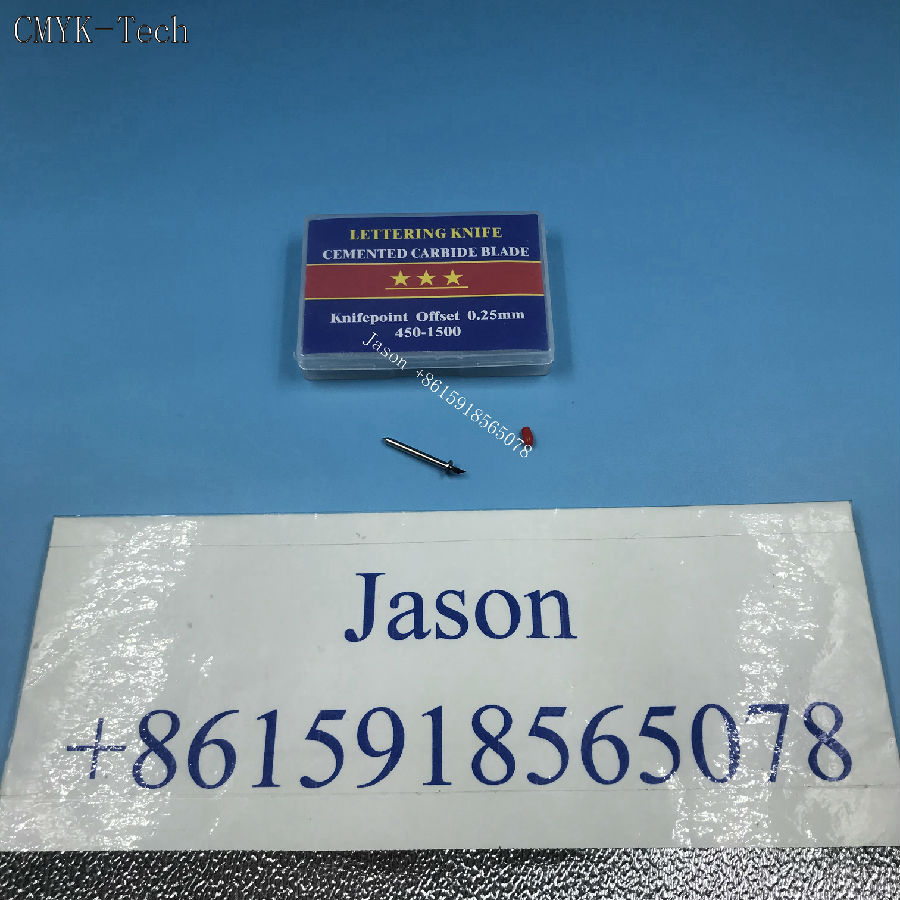 CMYK-Tech
LETTERING KNIFE
CEMENTED CARBIDE BLADE
★★★
Knifepoint Offset 0.25mm
450-1500
Jason +8615918565078
Jason
+8615918565078